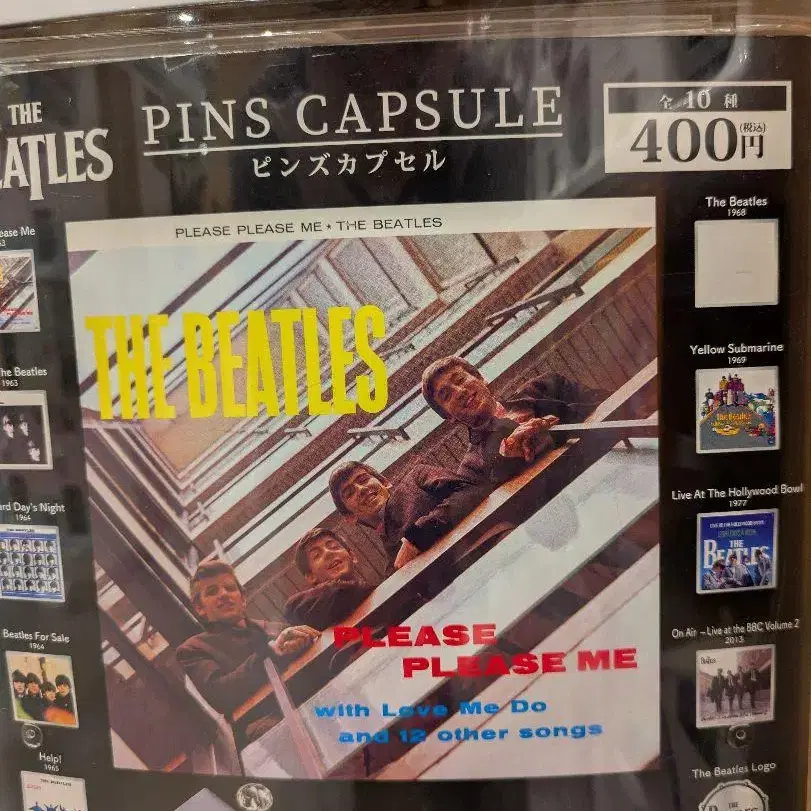 THE
BEATLES
PINS CAPSULE
ピンズカプセル
全10種
400円(税込)
ease Me
63
he Beatles
1963
ard Day's Night
1964
Beatles For Sale
1964
Help!
1965
PLEASE PLEASE ME ★ THE BEATLES
THE BEATLES
PLEASE
PLEASE ME
with Love Me Do
and 12 other songs
The Beatles
1968
Yellow Submarine
1969
Live At The Hollywood Bowl
1977
THE
BEATLES
On Air – Live at the BBC Volume 2
2013
The Beatles Logo
THE